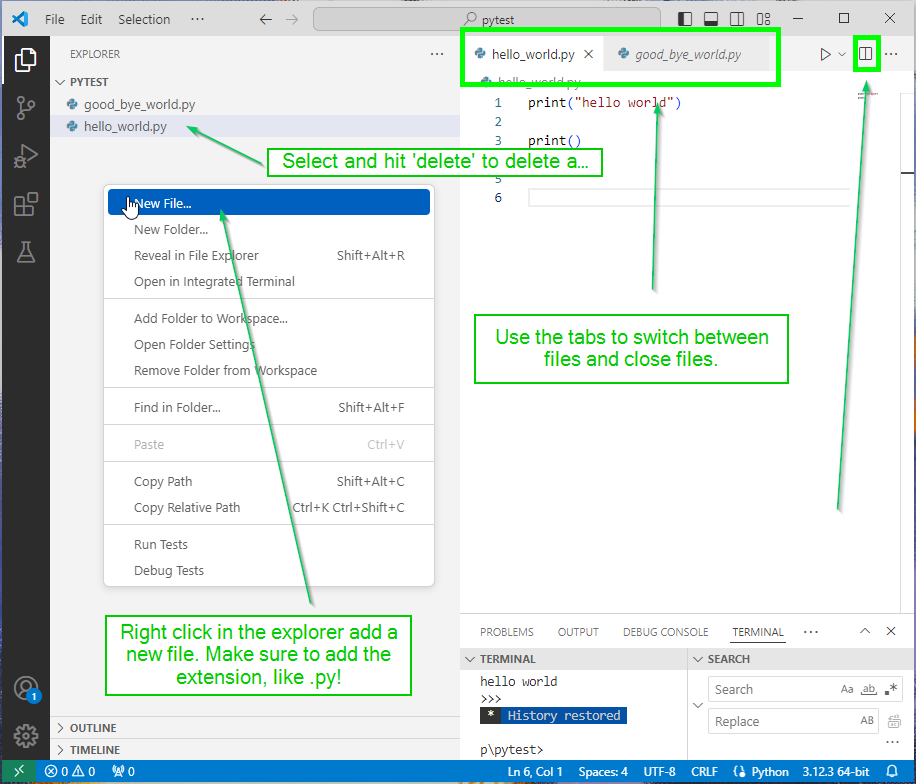 File Edit Selection ··· pytest
EXPLORER ···
PYTEST
good_bye_world.py
hello_world.py
hello_world.py good_bye_world.py ···
hello_world.py
1 print("hello world")
2
3 print()
5
6
Select and hit 'delete' to delete a...
New File...
New Folder...
Reveal in File Explorer Shift+Alt+R
Open in Integrated Terminal
Add Folder to Workspace...
Open Folder Settings
Remove Folder from Workspace
Find in Folder... Shift+Alt+F
Paste Ctrl+V
Copy Path Shift+Alt+C
Copy Relative Path Ctrl+K Ctrl+Shift+C
Run Tests
Debug Tests
Use the tabs to switch between
files and close files.
Right click in the explorer add a
new file. Make sure to add the
extension, like .py!
PROBLEMS OUTPUT DEBUG CONSOLE TERMINAL ···
TERMINAL
hello world
>>>
* History restored
p\pytest>
SEARCH
Search Aa ab .*
Replace AB
···
1
OUTLINE
TIMELINE
0 0 0 Ln 6, Col 1 Spaces: 4 UTF-8 CRLF Python 3.12.3 64-bit